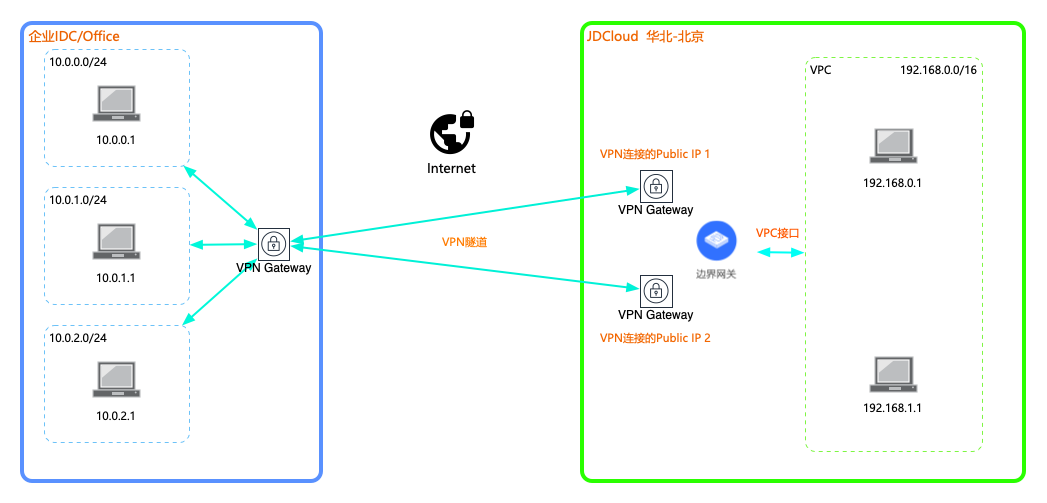 企业IDC/Office
10.0.0.0/24
10.0.0.1
10.0.1.0/24
10.0.1.1
10.0.2.0/24
10.0.2.1
VPN Gateway
Internet
VPN隧道
JDCloud 华北-北京
VPN连接的Public IP 1
VPN Gateway
边界网关
VPN Gateway
VPN连接的Public IP 2
VPC接口
VPC
192.168.0.0/16
192.168.0.1
192.168.1.1